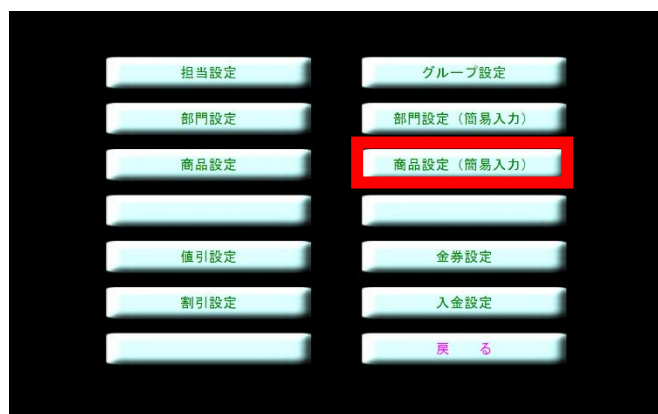 担当設定
グループ設定
部門設定
部門設定（簡易入力）
商品設定
商品設定（簡易入力）
値引設定
金券設定
割引設定
入金設定
戻　る